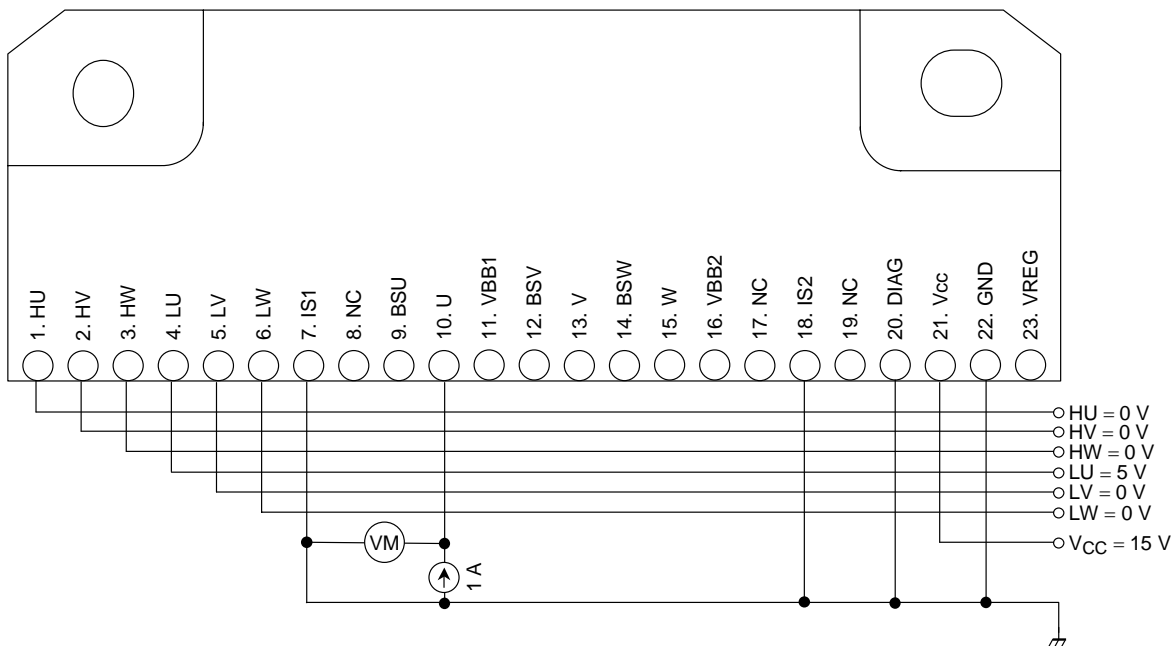 1. HU
2. HV
3. HW
4. LU
5. LV
6. LW
7. IS1
8. NC
9. BSU
10. U
11. VBB1
12. BSV
13. V
14. BSW
15. W
16. VBB2
17. NC
18. IS2
19. NC
20. DIAG
21. Vcc
22. GND
23. VREG
HU = 0 V
HV = 0 V
HW = 0 V
LU = 5 V
LV = 0 V
LW = 0 V
VM
VCC = 15 V
1 A